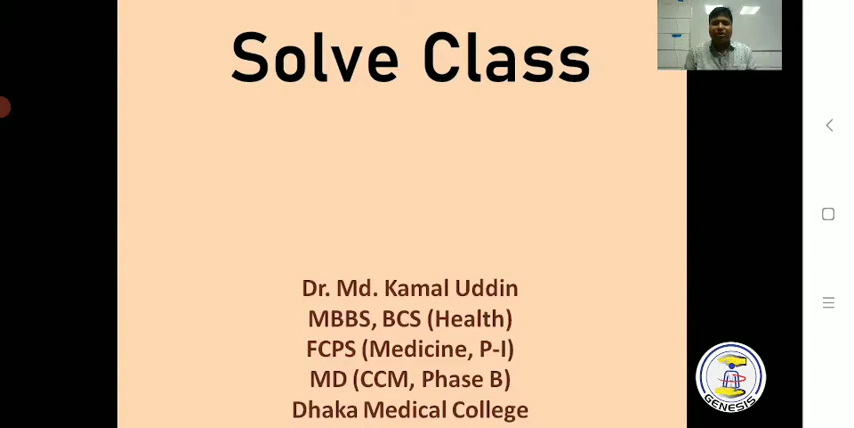 Solve Class
Dr. Md. Kamal Uddin
MBBS, BCS (Health)
FCPS (Medicine, P-I)
MD (CCM, Phase B)
Dhaka Medical College
GENESIS